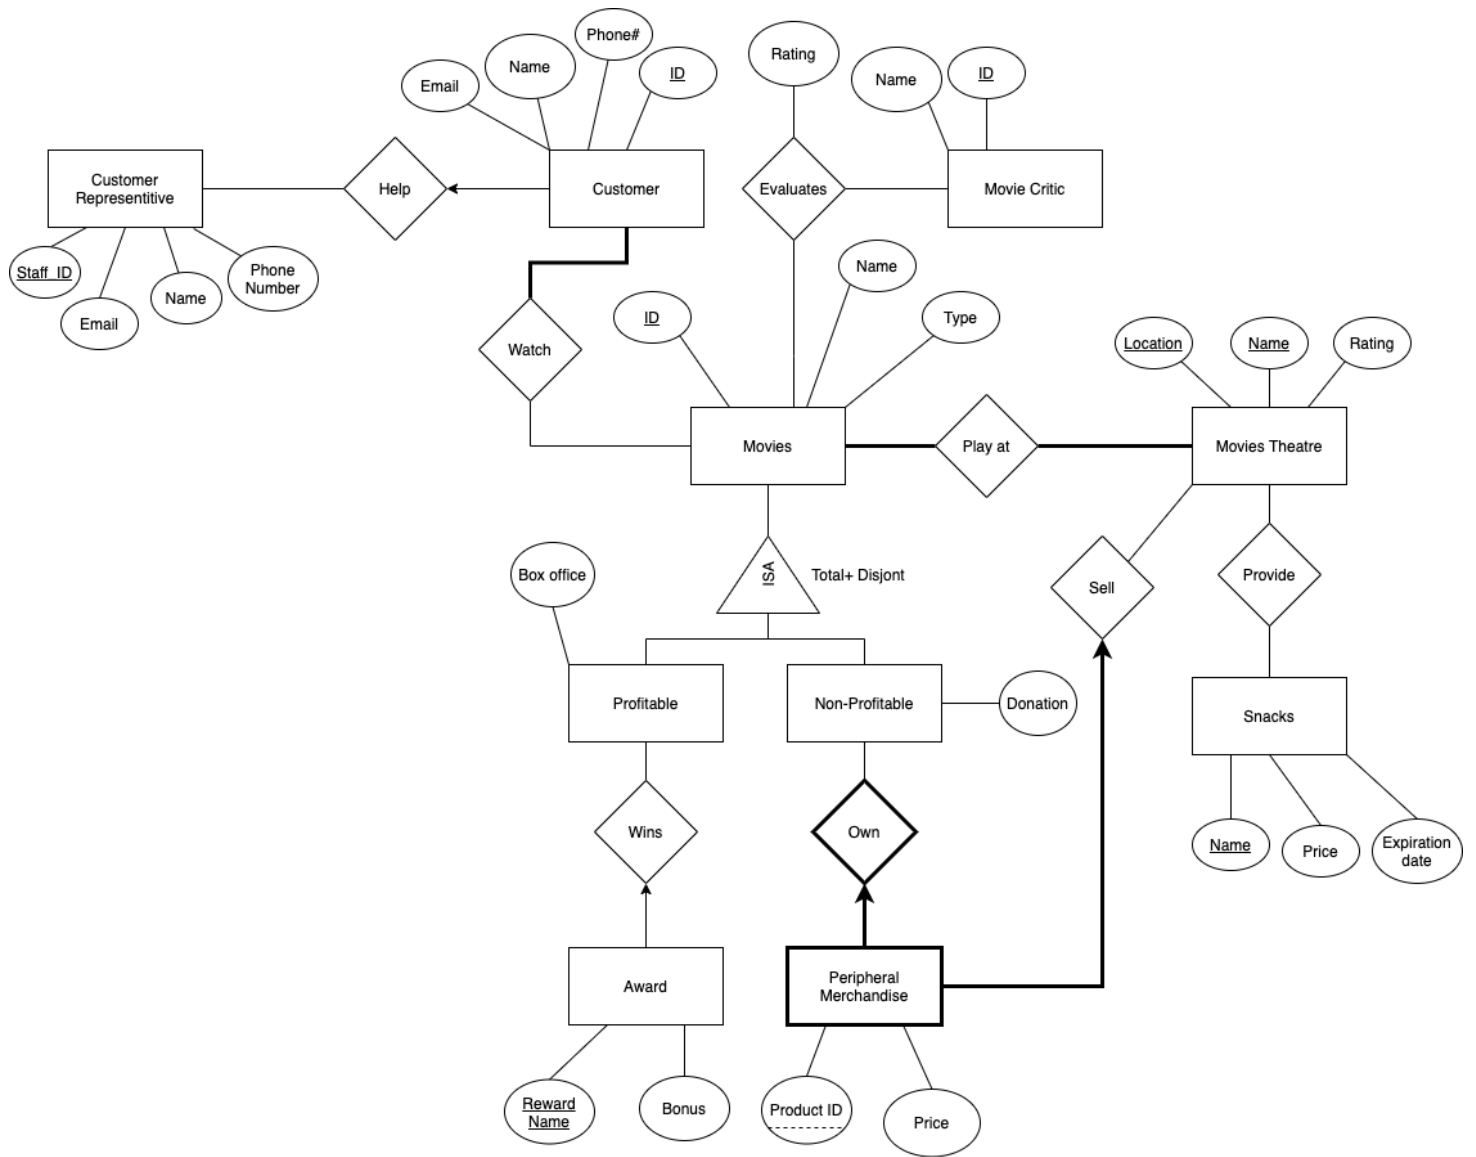 Phone#
Rating
Name
ID
Name
ID
Email
Customer
Representitive
Help
Customer
Evaluates
Movie Critic
Staff_ID
Email
Name
Phone
Number
Name
ID
Type
Watch
Location
Name
Rating
Movies
Play at
Movies Theatre
Box office
ISA
Total+ Disjont
Sell
Provide
Profitable
Non-Profitable
Donation
Snacks
Wins
Own
Name
Price
Expiration
date
Award
Peripheral
Merchandise
Reward
Name
Bonus
Product ID
Price